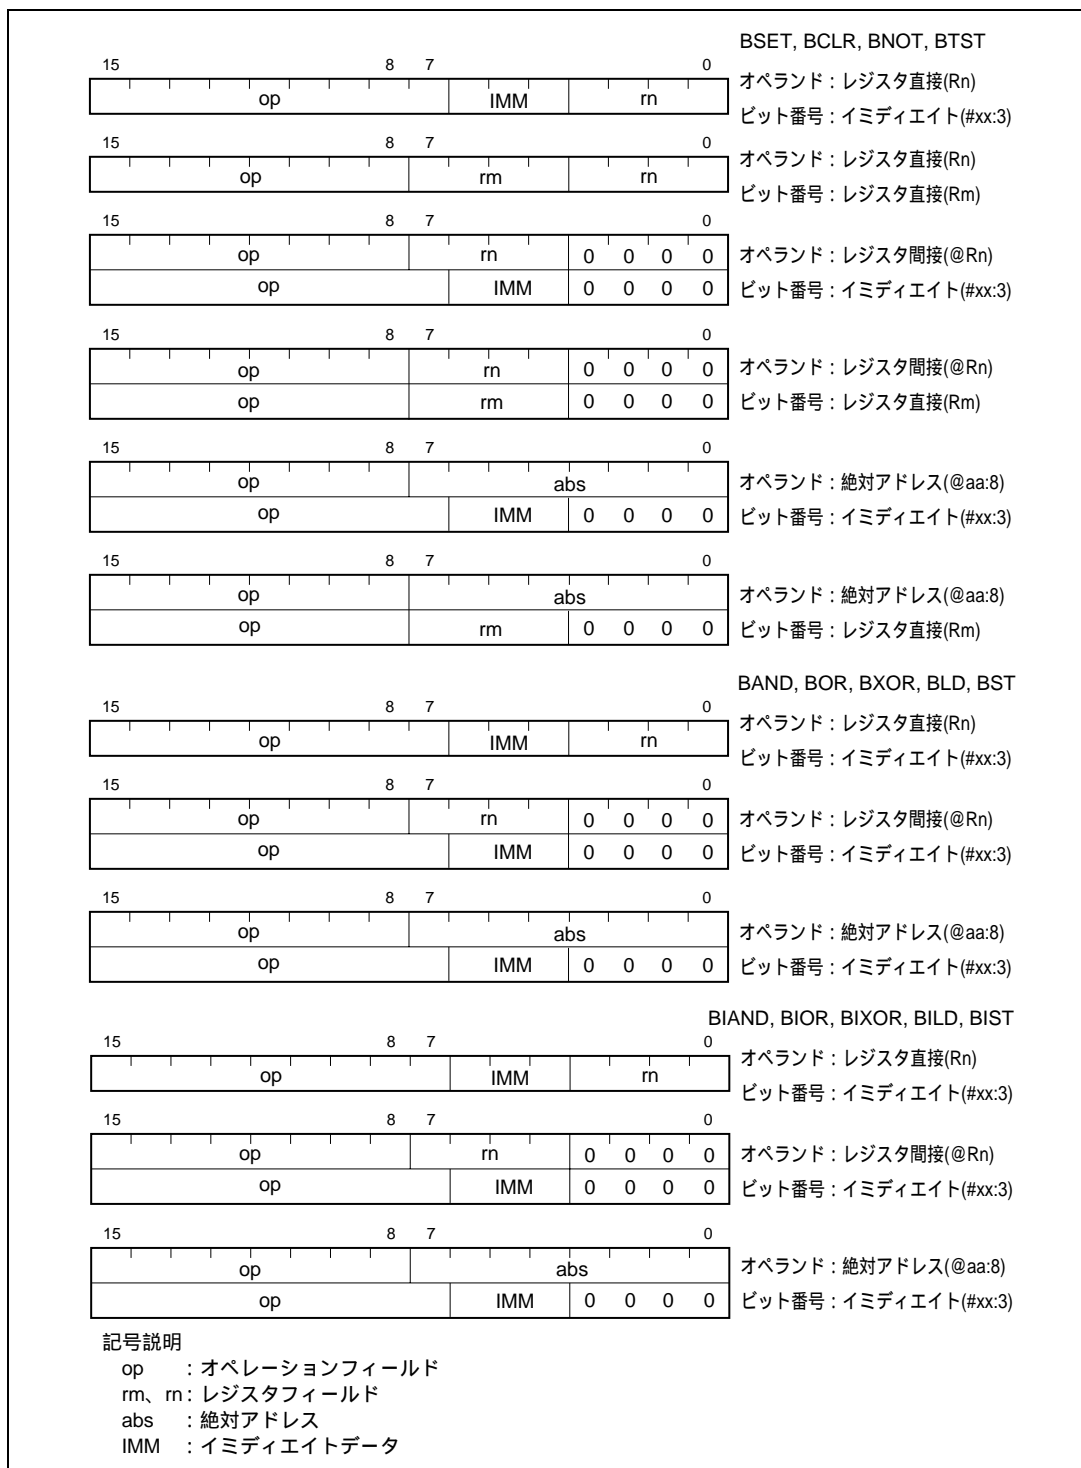 BSET, BCLR, BNOT, BTST
15 8 7 0
op IMM rn
オペランド：レジスタ直接(Rn)
ビット番号：イミディエイト(#xx:3)
15 8 7 0
op rm rn
オペランド：レジスタ直接(Rn)
ビット番号：レジスタ直接(Rm)
15 8 7 0
op rn 0 0 0 0
オペランド：レジスタ間接(@Rn)
op IMM 0 0 0 0
ビット番号：イミディエイト(#xx:3)
15 8 7 0
op rn 0 0 0 0
オペランド：レジスタ間接(@Rn)
op rm 0 0 0 0
ビット番号：レジスタ直接(Rm)
15 8 7 0
op abs
オペランド：絶対アドレス(@aa:8)
op IMM 0 0 0 0
ビット番号：イミディエイト(#xx:3)
15 8 7 0
op abs
オペランド：絶対アドレス(@aa:8)
op rm 0 0 0 0
ビット番号：レジスタ直接(Rm)
BAND, BOR, BXOR, BLD, BST
15 8 7 0
op IMM rn
オペランド：レジスタ直接(Rn)
ビット番号：イミディエイト(#xx:3)
15 8 7 0
op rn 0 0 0 0
オペランド：レジスタ間接(@Rn)
op IMM 0 0 0 0
ビット番号：イミディエイト(#xx:3)
15 8 7 0
op abs
オペランド：絶対アドレス(@aa:8)
op IMM 0 0 0 0
ビット番号：イミディエイト(#xx:3)
BIAND, BIOR, BIXOR, BILD, BIST
15 8 7 0
op IMM rn
オペランド：レジスタ直接(Rn)
ビット番号：イミディエイト(#xx:3)
15 8 7 0
op rn 0 0 0 0
オペランド：レジスタ間接(@Rn)
op IMM 0 0 0 0
ビット番号：イミディエイト(#xx:3)
15 8 7 0
op abs
オペランド：絶対アドレス(@aa:8)
op IMM 0 0 0 0
ビット番号：イミディエイト(#xx:3)
記号説明
op ：オペレーションフィールド
rm、rn：レジスタフィールド
abs ：絶対アドレス
IMM ：イミディエイトデータ